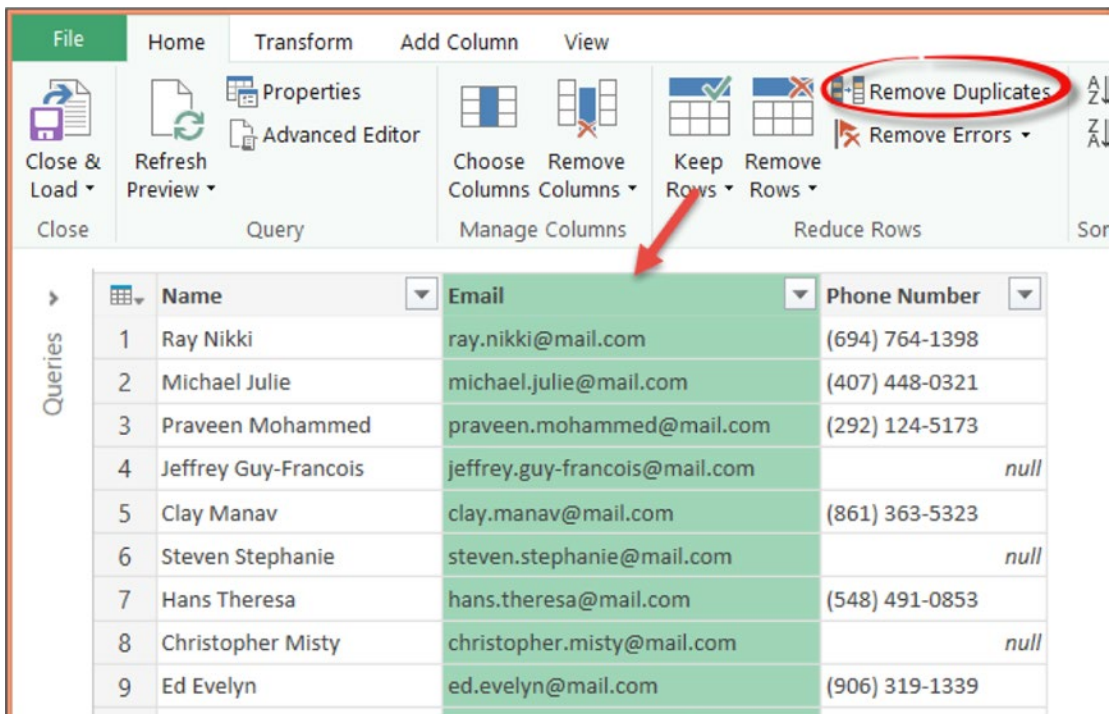 File Home Transform Add Column View
Properties
Advanced Editor
Close & Load
Refresh Preview
Choose Columns
Remove Columns
Keep Rows
Remove Rows
Remove Duplicates
Remove Errors
Close Query Manage Columns Reduce Rows Sor
Queries
Name Email Phone Number
1 Ray Nikki ray.nikki@mail.com (694) 764-1398
2 Michael Julie michael.julie@mail.com (407) 448-0321
3 Praveen Mohammed praveen.mohammed@mail.com (292) 124-5173
4 Jeffrey Guy-Francois jeffrey.guy-francois@mail.com null
5 Clay Manav clay.manav@mail.com (861) 363-5323
6 Steven Stephanie steven.stephanie@mail.com null
7 Hans Theresa hans.theresa@mail.com (548) 491-0853
8 Christopher Misty christopher.misty@mail.com null
9 Ed Evelyn ed.evelyn@mail.com (906) 319-1339